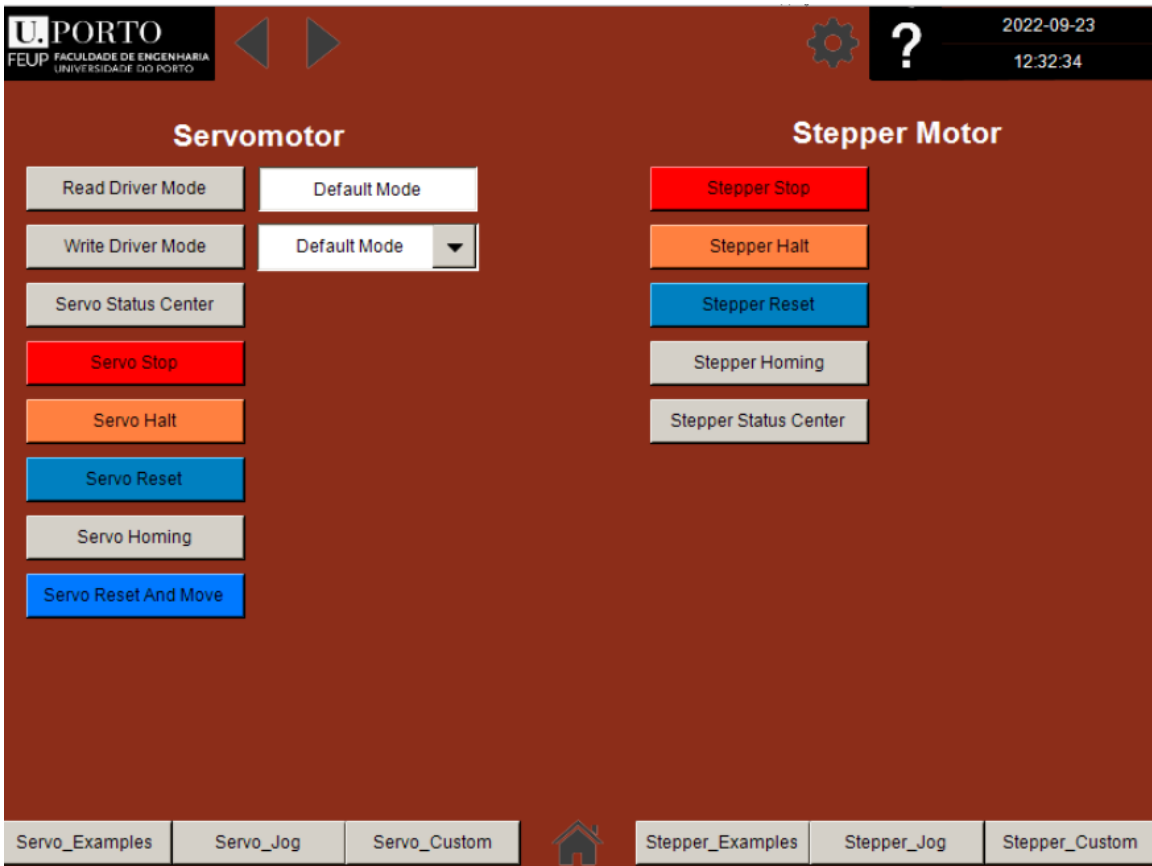 U.PORTO
FEUP FACULDADE DE ENGENHARIA
UNIVERSIDADE DO PORTO
?
2022-09-23
12:32:34
Servomotor
Stepper Motor
Read Driver Mode
Default Mode
Write Driver Mode
Default Mode
Servo Status Center
Servo Stop
Servo Halt
Servo Reset
Servo Homing
Servo Reset And Move
Stepper Stop
Stepper Halt
Stepper Reset
Stepper Homing
Stepper Status Center
Servo_Examples
Servo_Jog
Servo_Custom
Stepper_Examples
Stepper_Jog
Stepper_Custom